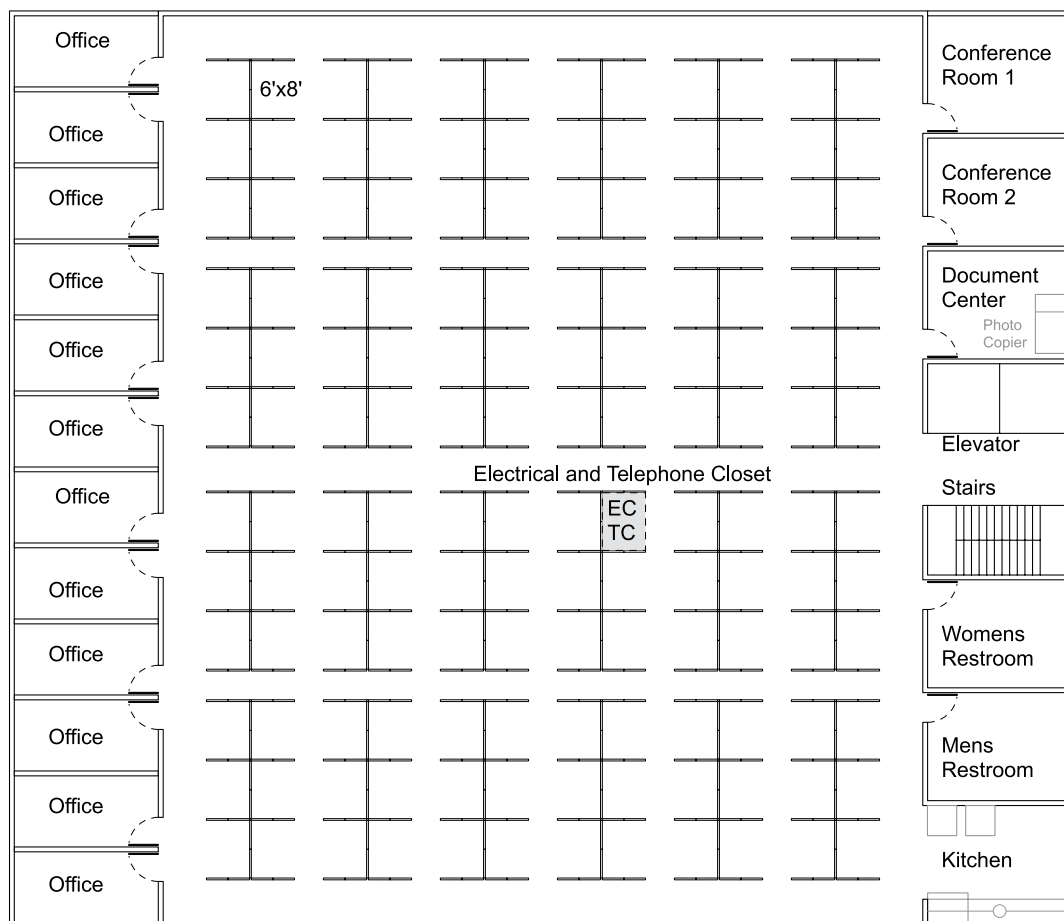 Office
Office
Office
Office
Office
Office
Office
Office
Office
Office
Office
Office
6'x8'
Electrical and Telephone Closet
EC
TC
Conference
Room 1
Conference
Room 2
Document
Center
Photo
Copier
Elevator
Stairs
Womens
Restroom
Mens
Restroom
Kitchen